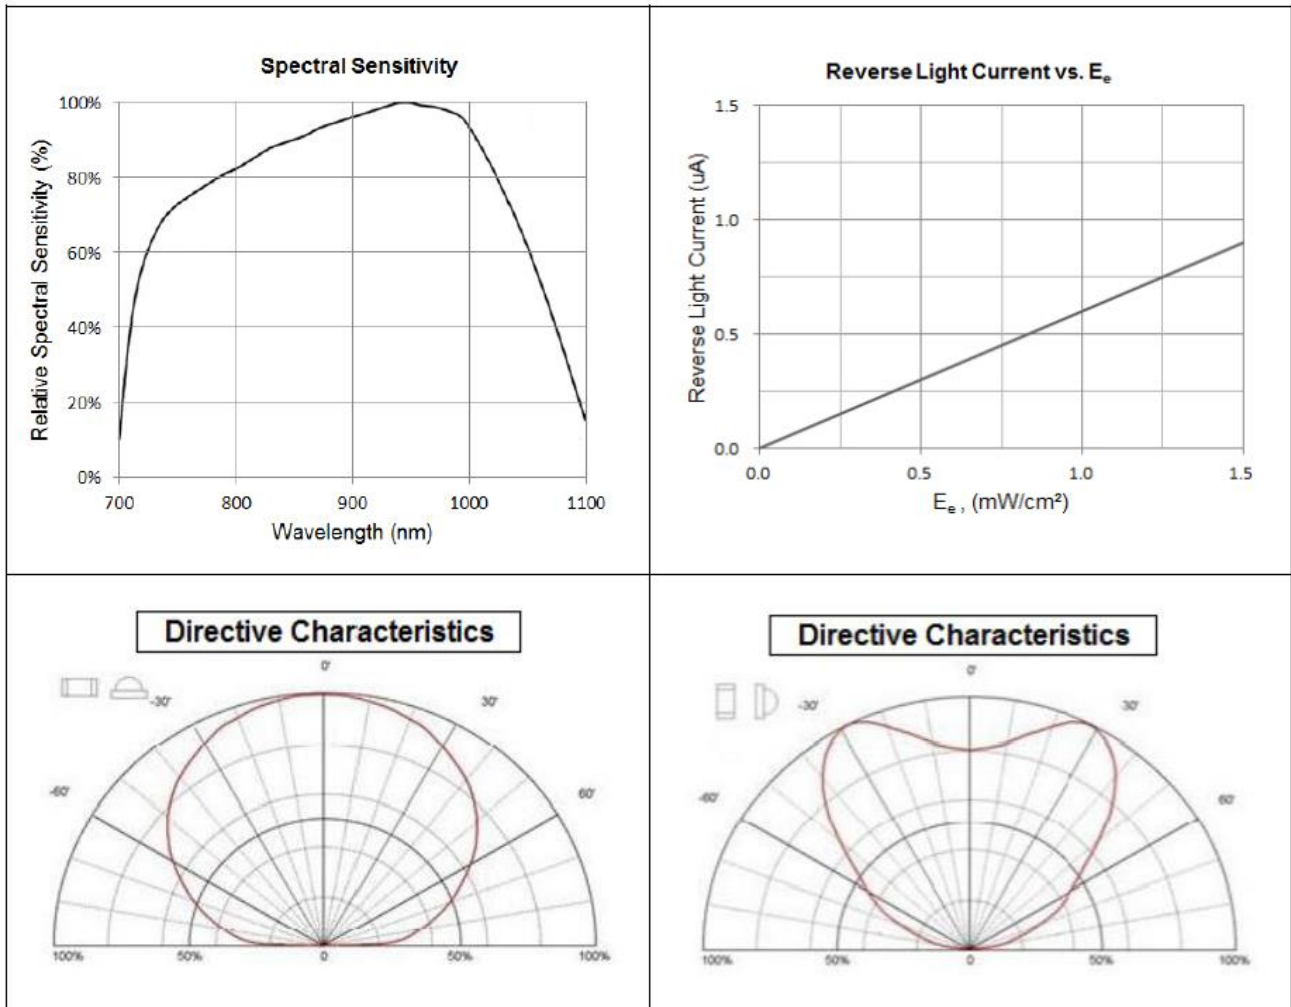 Spectral Sensitivity
Relative Spectral Sensitivity (%)
100%
80%
60%
40%
20%
0%
700 800 900 1000 1100
Wavelength (nm)
Reverse Light Current vs. Ee
Reverse Light Current (uA)
1.5
1.0
0.5
0.0
0.0 0.5 1.0 1.5
Ee , (mW/cm²)
Directive Characteristics
0'
-30' 30'
-60' 60'
100% 50% 0 50% 100%
Directive Characteristics
0'
-30' 30'
-60' 60'
100% 50% 0 50% 100%